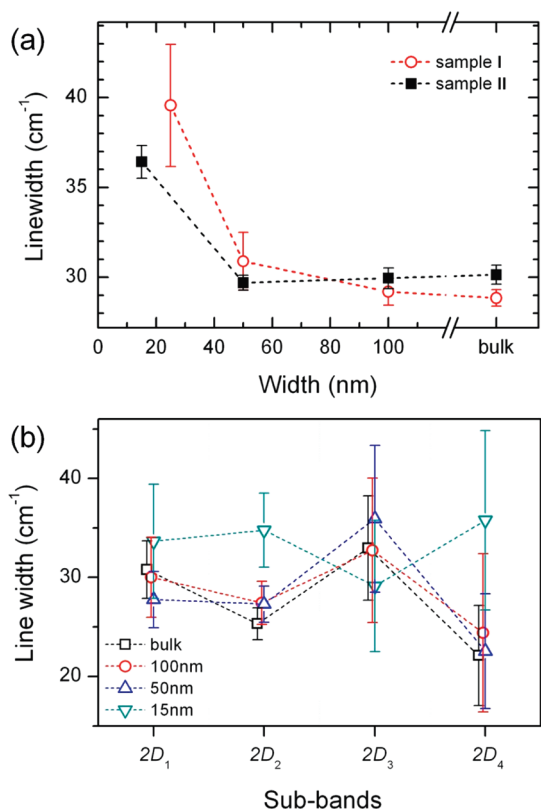 (a)
Linewidth (cm⁻¹)
40
35
30
sample I
sample II
0 20 40 60 80 100 bulk
Width (nm)
(b)
Line width (cm⁻¹)
40
30
20
bulk
100nm
50nm
15nm
2D₁ 2D₂ 2D₃ 2D₄
Sub-bands